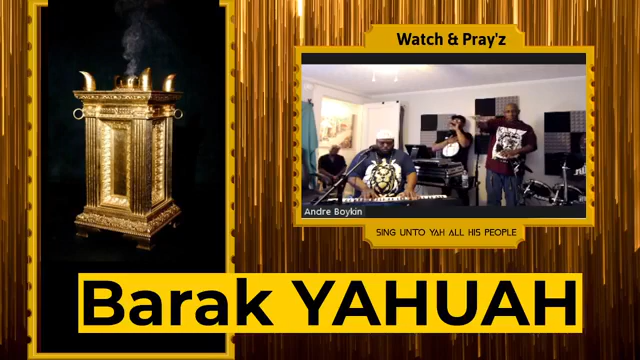 Watch & Pray'z
Andre Boykin
SING UNTO YAH ALL HIS PEOPLE
Barak YAHUAH